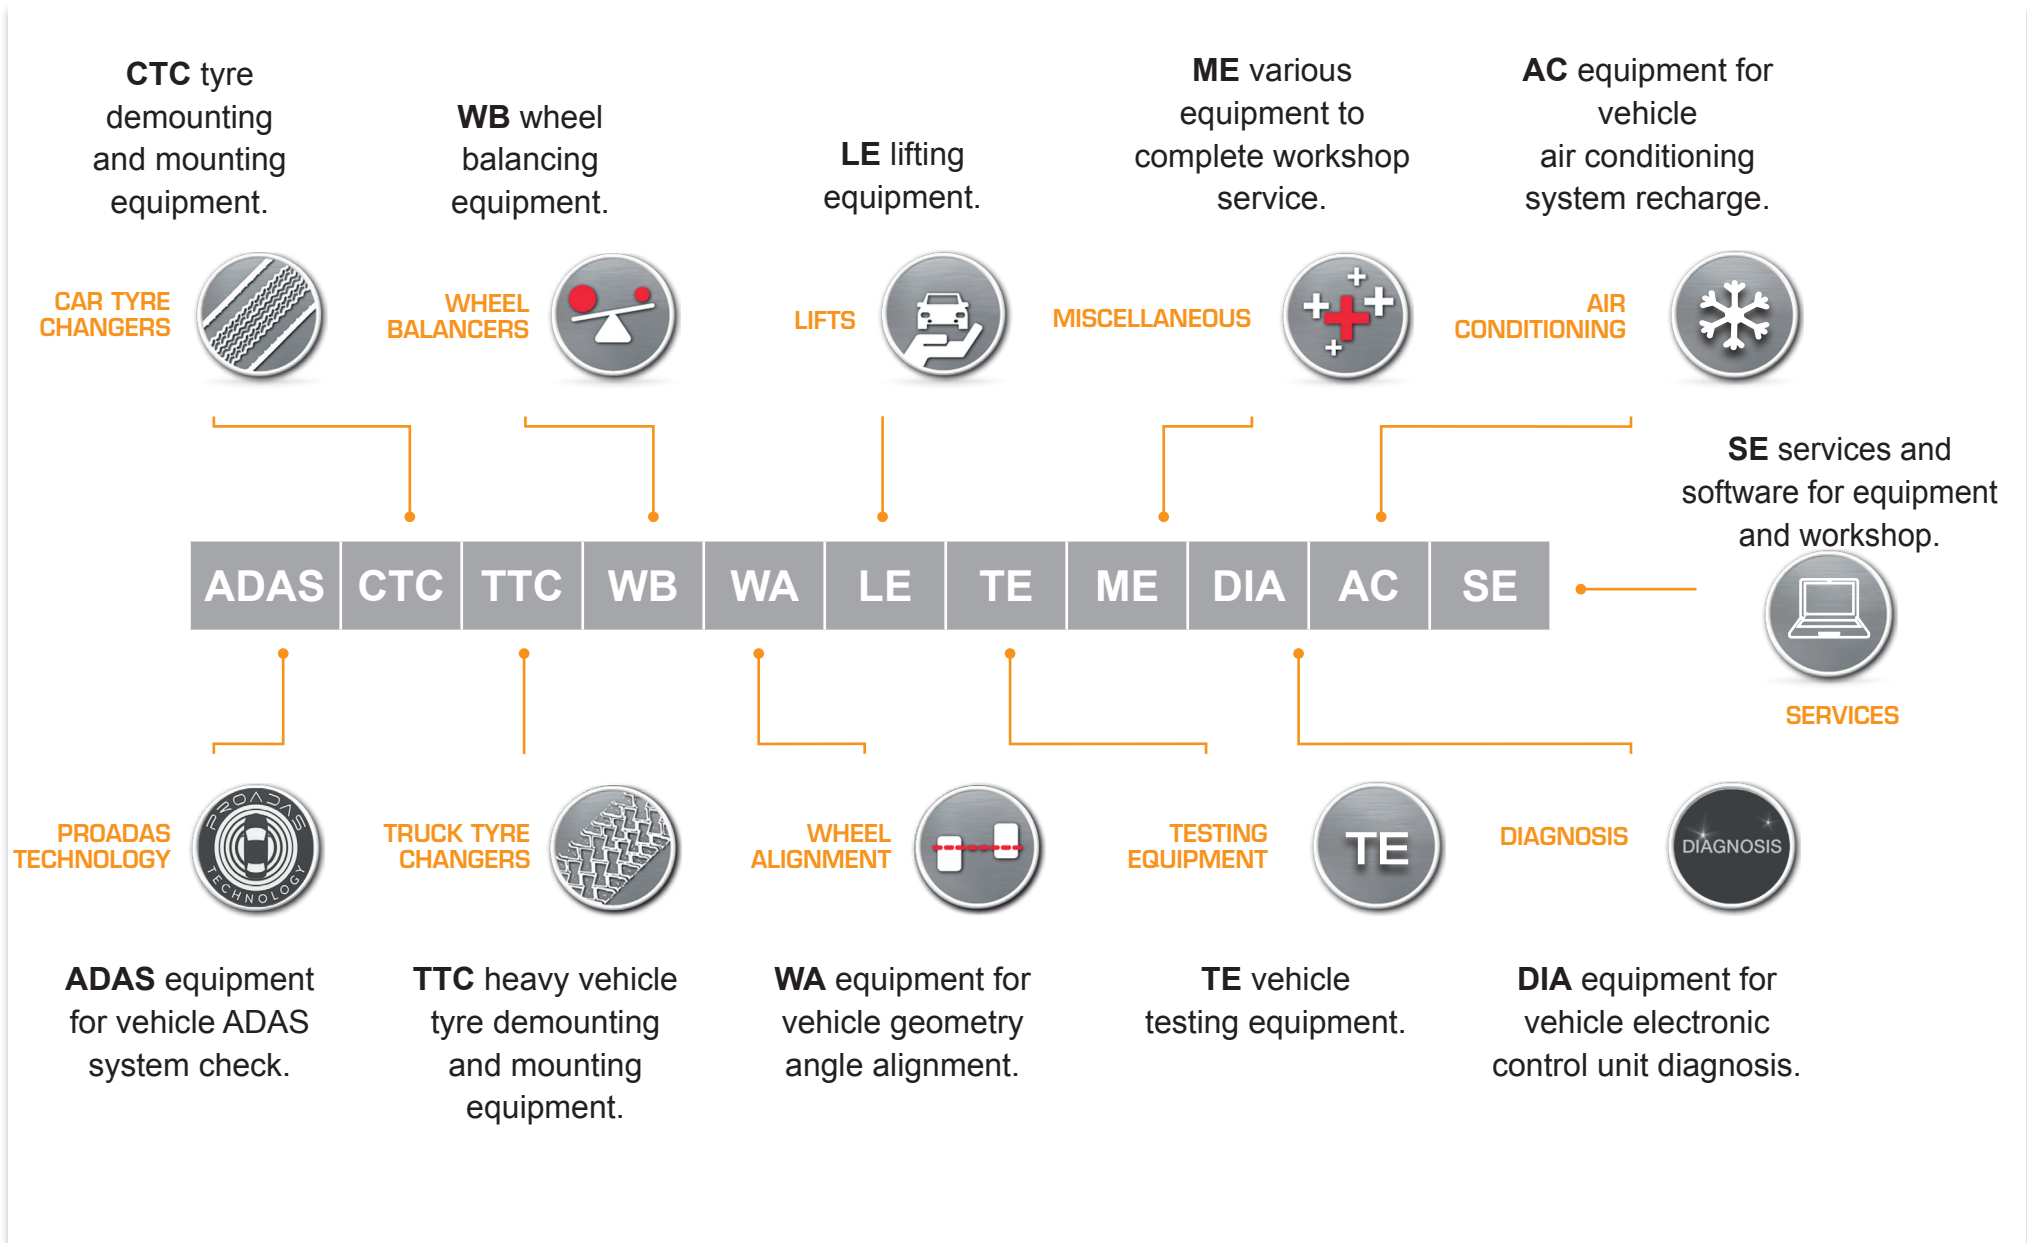 CTC tyre
demounting
and mounting
equipment.
WB wheel
balancing
equipment.
LE lifting
equipment.
ME various
equipment to
complete workshop
service.
AC equipment for
vehicle
air conditioning
system recharge.
CAR TYRE
CHANGERS
WHEEL
BALANCERS
LIFTS
MISCELLANEOUS
AIR
CONDITIONING
SE services and
software for equipment
and workshop.
ADAS CTC TTC WB WA LE TE ME DIA AC SE
SERVICES
PROADAS
TECHNOLOGY
PROADAS
TECHNOLOGY
TRUCK TYRE
CHANGERS
WHEEL
ALIGNMENT
TESTING
EQUIPMENT
TE
DIAGNOSIS
DIAGNOSIS
ADAS equipment
for vehicle ADAS
system check.
TTC heavy vehicle
tyre demounting
and mounting
equipment.
WA equipment for
vehicle geometry
angle alignment.
TE vehicle
testing equipment.
DIA equipment for
vehicle electronic
control unit diagnosis.